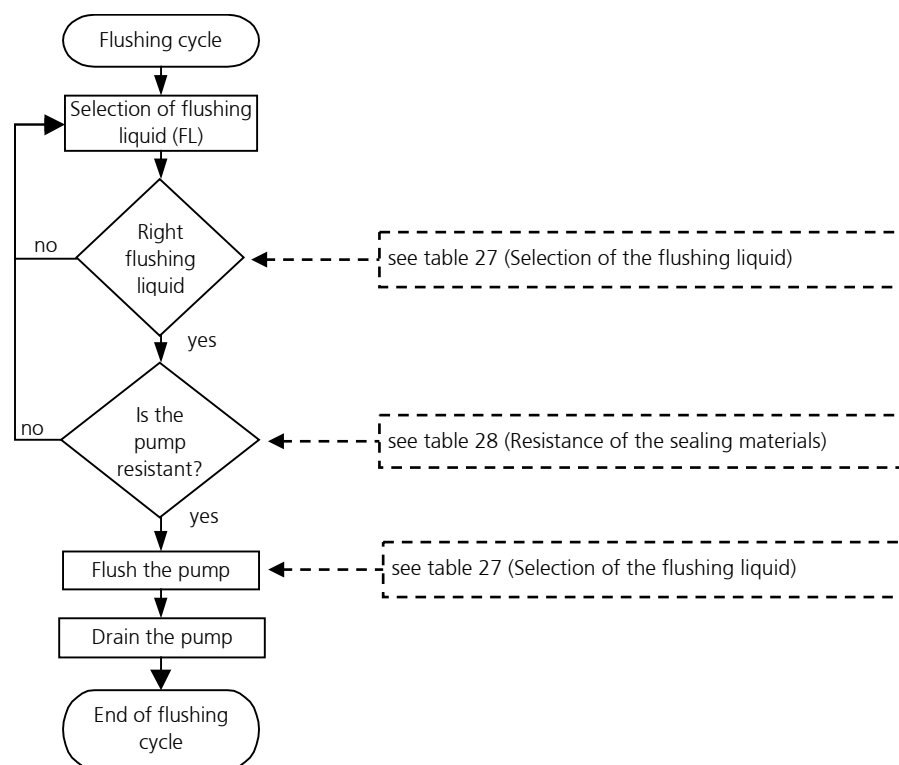 Flushing cycle
Selection of flushing
liquid (FL)
Right
flushing
liquid
no
see table 27 (Selection of the flushing liquid)
yes
Is the
pump
resistant?
no
see table 28 (Resistance of the sealing materials)
yes
Flush the pump
see table 27 (Selection of the flushing liquid)
Drain the pump
End of flushing
cycle